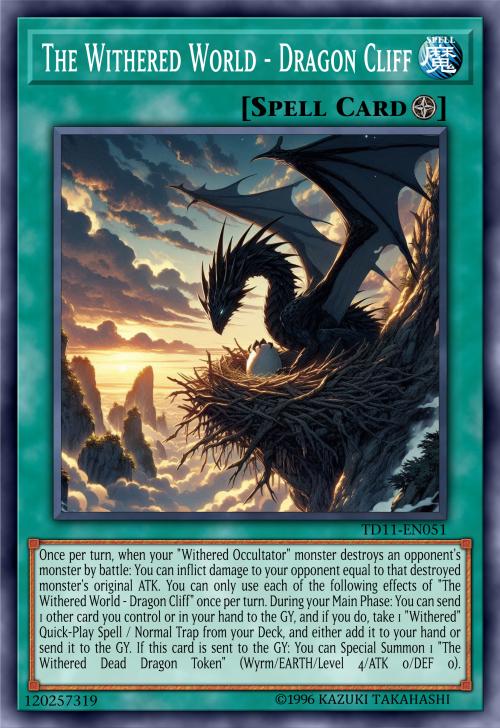 The Withered World - Dragon Cliff
SPELL
魔
[Spell Card]
TD11-EN051
Once per turn, when your "Withered Occultator" monster destroys an opponent's
monster by battle: You can inflict damage to your opponent equal to that destroyed
monster's original ATK. You can only use each of the following effects of "The
Withered World - Dragon Cliff" once per turn. During your Main Phase: You can send
1 other card you control or in your hand to the GY, and if you do, take 1 "Withered"
Quick-Play Spell / Normal Trap from your Deck, and either add it to your hand or
send it to the GY. If this card is sent to the GY: You can Special Summon 1 "The
Withered Dead Dragon Token" (Wyrm/EARTH/Level 4/ATK 0/DEF 0).
120257319
©1996 KAZUKI TAKAHASHI